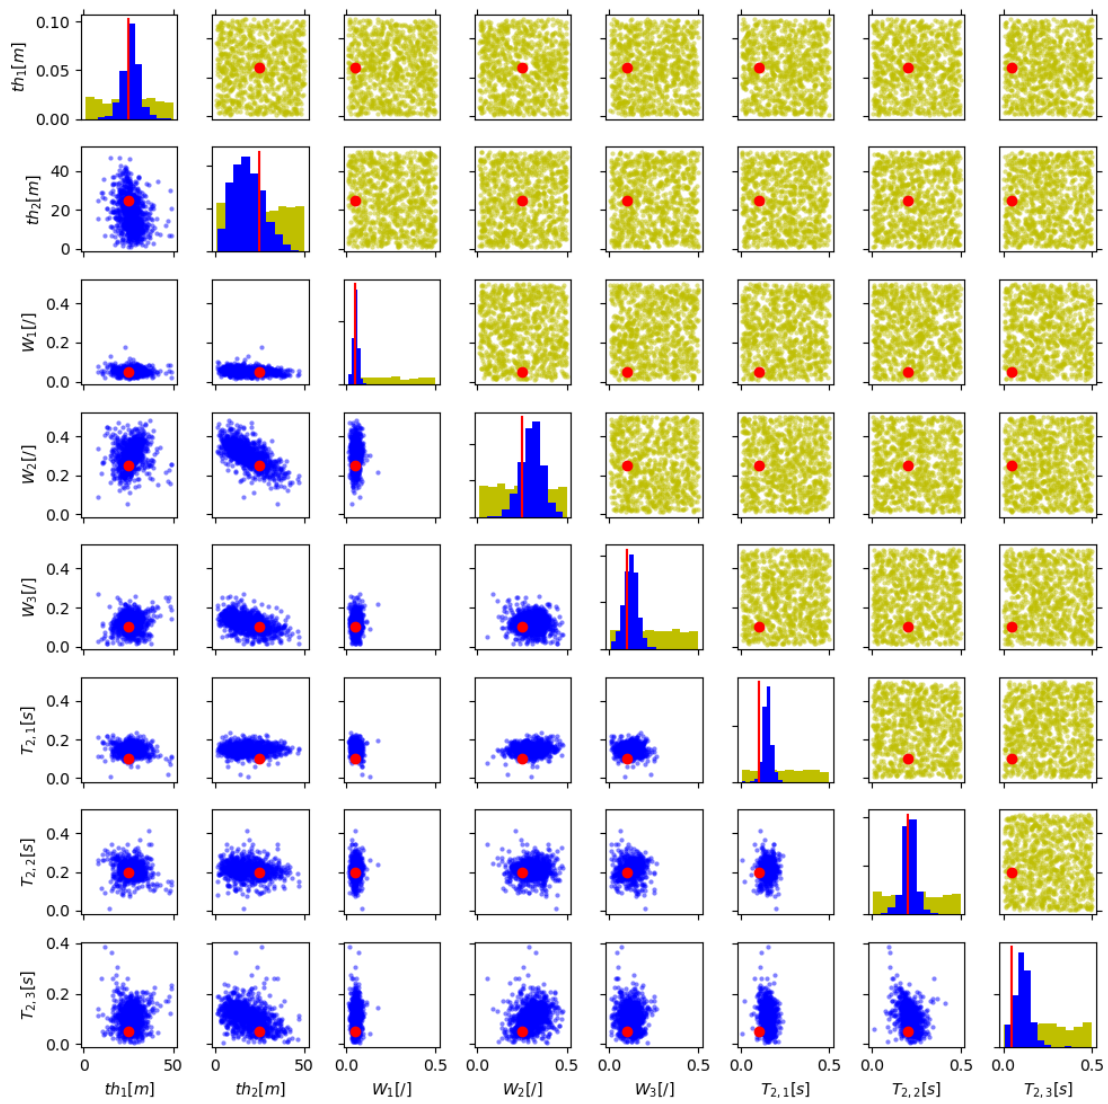 th₁[m] 0.10 0.05 0.00
th₂[m] 40 20 0
W₁[/] 0.4 0.2 0.0
W₂[/] 0.4 0.2 0.0
W₃[/] 0.4 0.2 0.0
T₂,₁[s] 0.4 0.2 0.0
T₂,₂[s] 0.4 0.2 0.0
T₂,₃[s] 0.4 0.2 0.0
0 50 0 50 0.0 0.5 0.0 0.5 0.0 0.5 0.0 0.5 0.0 0.5 0.0 0.5
th₁[m] th₂[m] W₁[/] W₂[/] W₃[/] T₂,₁[s] T₂,₂[s] T₂,₃[s]